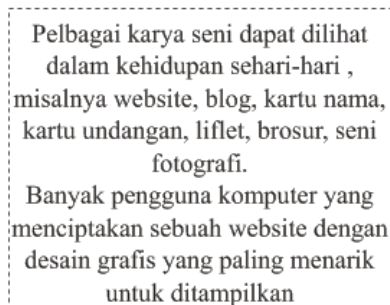 Pelbagai karya seni dapat dilihat
dalam kehidupan sehari-hari ,
misalnya website, blog, kartu nama,
kartu undangan, liflet, brosur, seni
fotografi.
Banyak pengguna komputer yang
menciptakan sebuah website dengan
desain grafis yang paling menarik
untuk ditampilkan